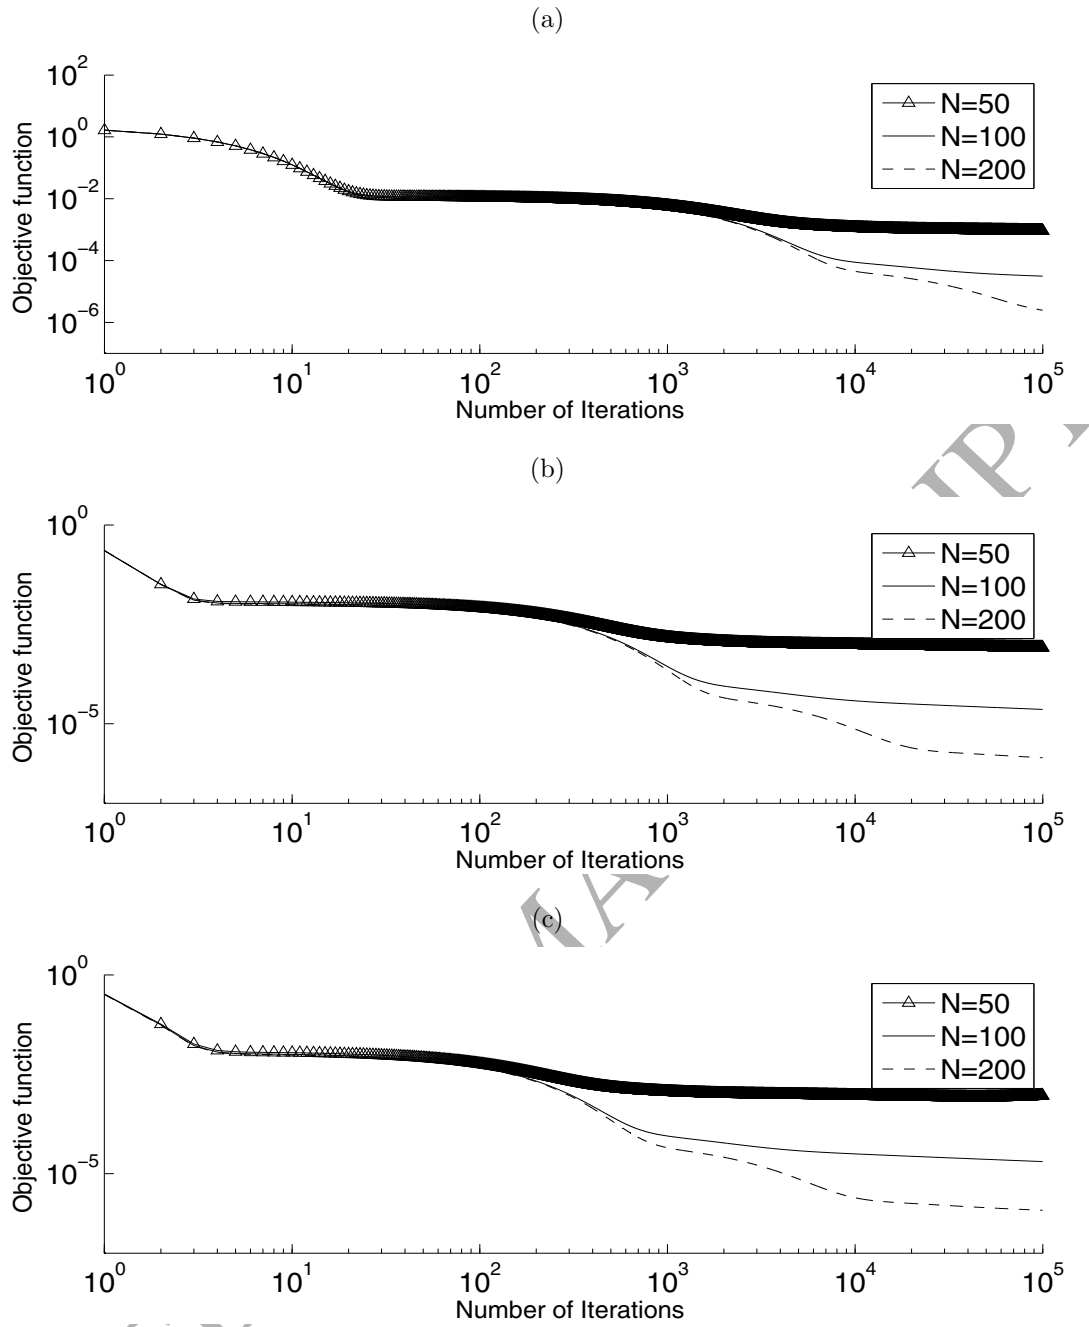 (a)
10^2
10^0
10^-2
10^-4
10^-6
Objective function
N=50
N=100
N=200
10^0 10^1 10^2 10^3 10^4 10^5
Number of Iterations
(b)
10^0
10^-5
Objective function
N=50
N=100
N=200
10^0 10^1 10^2 10^3 10^4 10^5
Number of Iterations
(c)
10^0
10^-5
Objective function
N=50
N=100
N=200
10^0 10^1 10^2 10^3 10^4 10^5
Number of Iterations